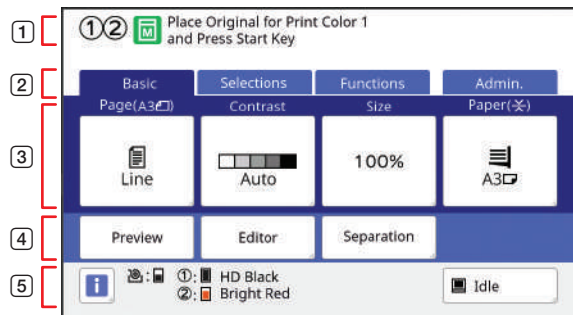 1
①② M Place Original for Print Color 1
and Press Start Key
2
Basic Selections Functions Admin.
Page(A3) Contrast Size Paper()
3
Line Auto 100% A3
4
Preview Editor Separation
5
i : ①: HD Black
②: Bright Red
Idle